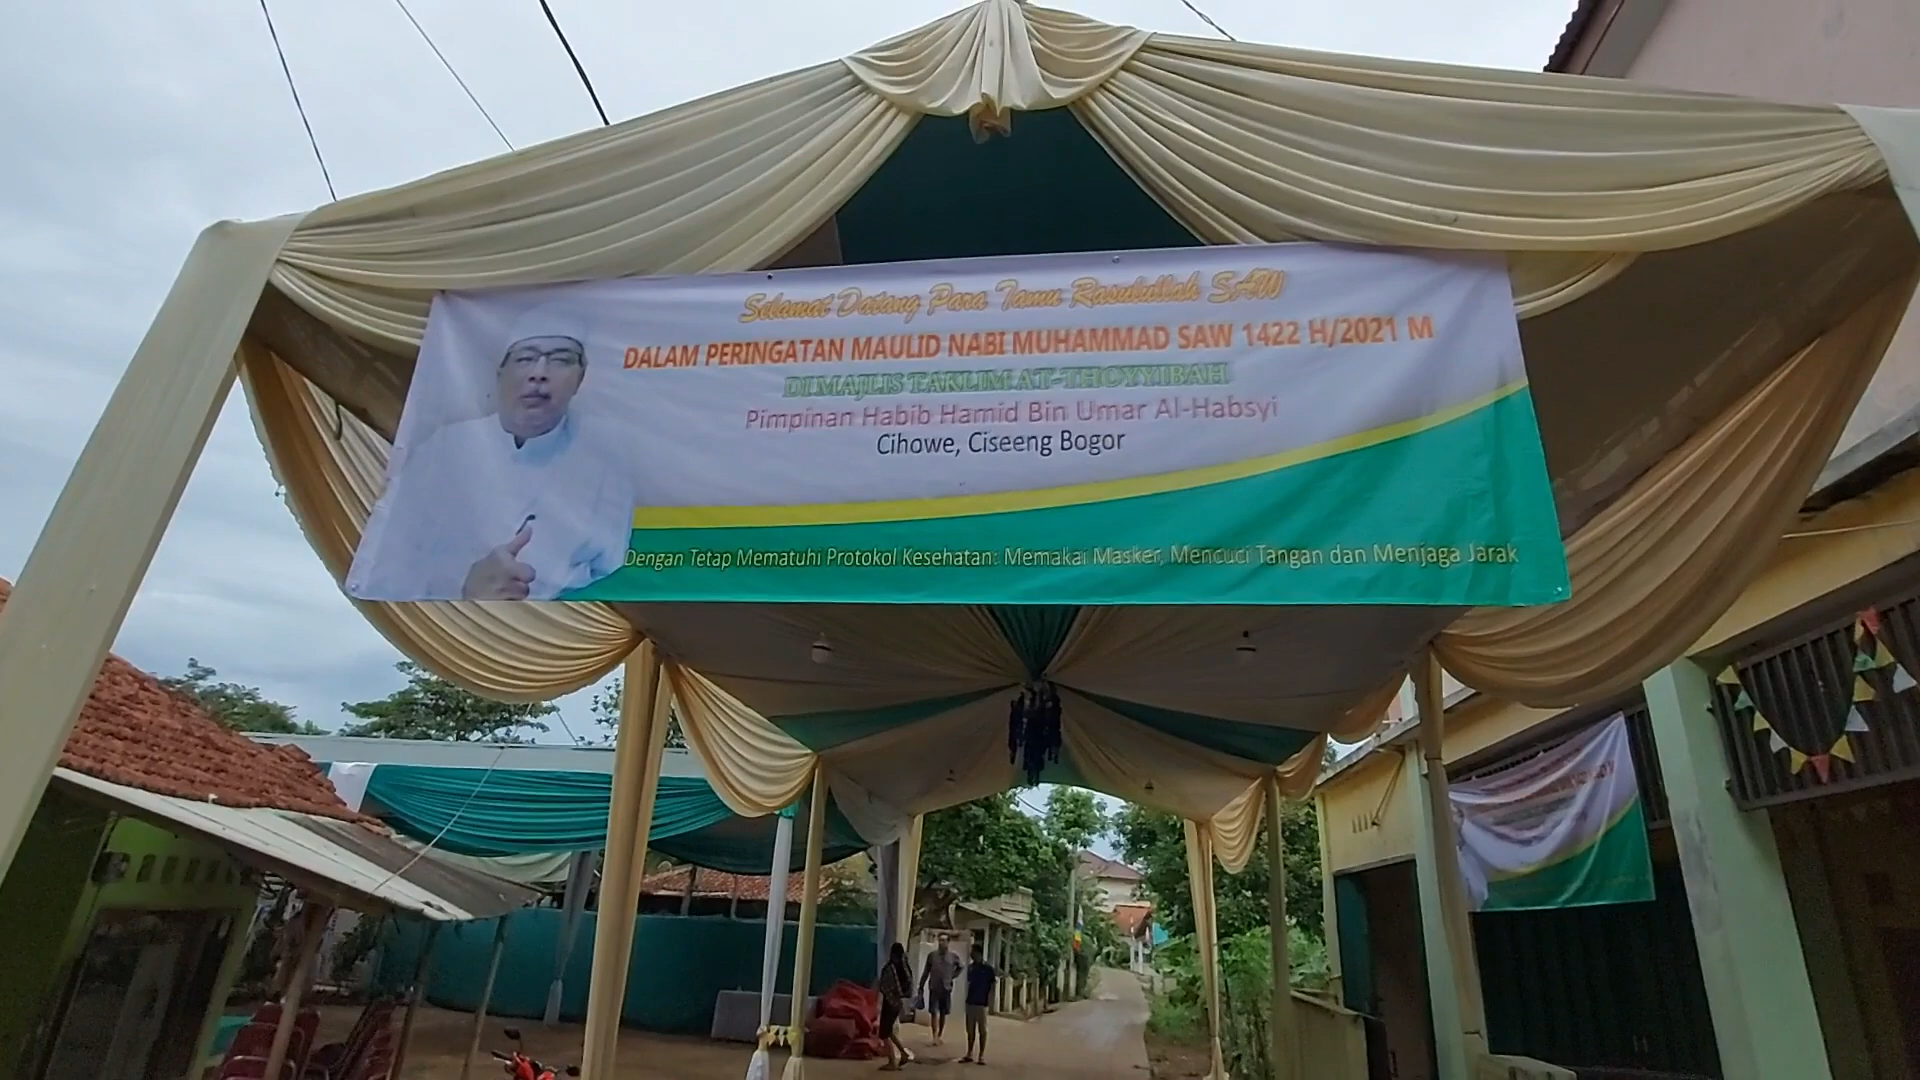 Selamat Datang Para Tamu Rasulullah SAW
DALAM PERINGATAN MAULID NABI MUHAMMAD SAW 1422 H/2021 M
DI MAJLIS TAKLIM AT-THOYYIBAH
Pimpinan Habib Hamid Bin Umar Al-Habsyi
Cihowe, Ciseeng Bogor
Dengan Tetap Mematuhi Protokol Kesehatan: Memakai Masker, Mencuci Tangan dan Menjaga Jarak